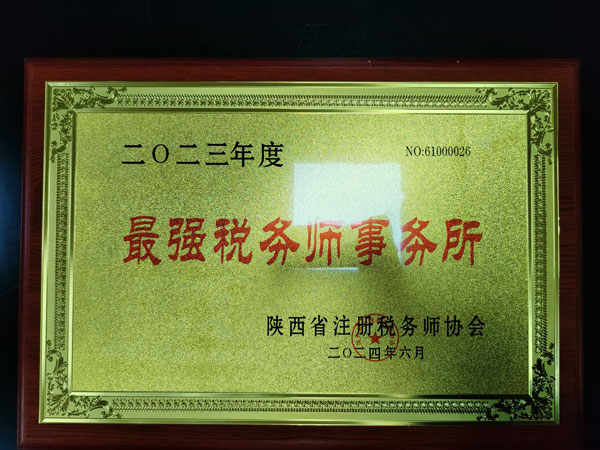 二〇二三年度
NO:61000026
最强税务师事务所
陕西省注册税务师协会
二〇二四年六月